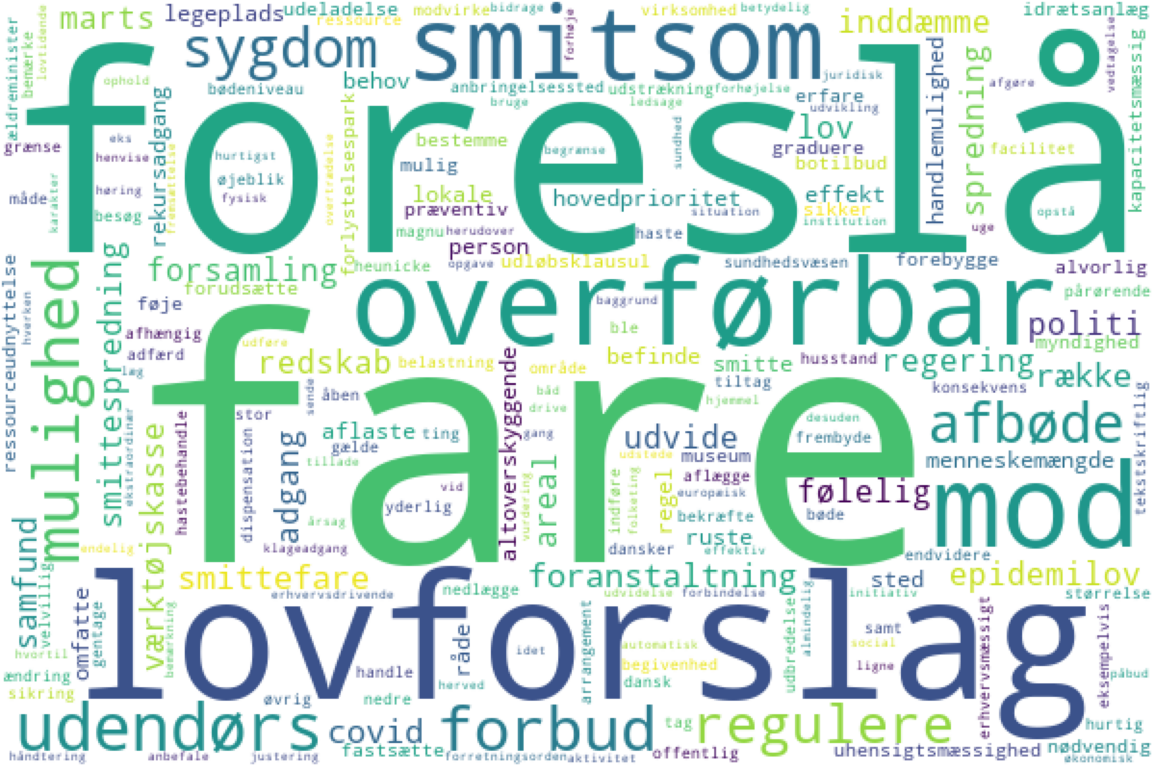 marts
legeplads
udeladelse
ressource
modvirke
bidrage
virksomhed
betydelig
inddæmme
idrætsanlæg
ældreminister
bemærke
lovtidende
sygdom
smitsom
forhøje
juridisk
vedtagelse
foreslå
ophold
bødeniveau
behov
anbringelsessted
udstrækning
forhøjelse
bruge
ledsage
erfare
udvikling
afgøre
handlemulighed
spredning
kapacitetsmæssig
grænse
øks
henvise
rekursadgang
fremsættelse
hurtigst
øjeblik
fysisk
overtrædelse
forlystelsespark
bestemme
begrænse
mulig
sundhed
lov
graduere
botilbud
facilitet
måde
karakter
høring
besøg
lokale
præventiv
hovedprioritet
effekt
sikker
situation
institution
opstå
uge
magnu
herudover
person
haste
forsamling
heunicke
opgave
udløbsklausul
sundhedsvæsen
forebygge
alvorlig
ressourceudnyttelse
hverken
mulighed
smittespredning
forudsætte
føje
overførbar
baggrund
pårørende
politi
myndighed
afhængig
adfærd
læg
udføre
fare
redskab
belastning
område
ble
befinde
smitte
husstand
regering
række
konsekvens
tiltag
hjemmel
båd
drive
sende
åben
stor
altoverskyggende
desuden
afbøde
ekstraordinær
værktøjskasse
hastebehandle
dispensation
adgang
aflaste
ting
gælde
tillade
gang
udvide
udstede
museum
frembyde
menneskemængde
tekstskriftlig
vid
yderlig
vurdering
areal
indføre
folketing
regel
aflægge
europæisk
følelig
bøde
mod
årsag
bekræfte
ruste
effektiv
dansker
endvidere
samfund
velvillig
endelig
klageadgang
smittefare
erhvervsdrivende
nedlægge
foranstaltning
udvidelse
forbindelse
sted
initiativ
epidemilov
størrelse
hvortil
omfatte
gentage
bemærkning
lovforslag
ændring
sikring
handle
råde
idet
arrangement
automatisk
begivenhed
dansk
udbredelse
almindelig
samt
social
ligne
erhvervsmæssigt
eksempelvis
påbud
øvrig
nedre
herved
udendørs
covid
forbud
tag
regulere
hurtig
håndtering
anbefale
justering
fastsætte
forretningsorden
aktivitet
offentlig
uhensigtsmæssighed
nødvendig
økonomisk